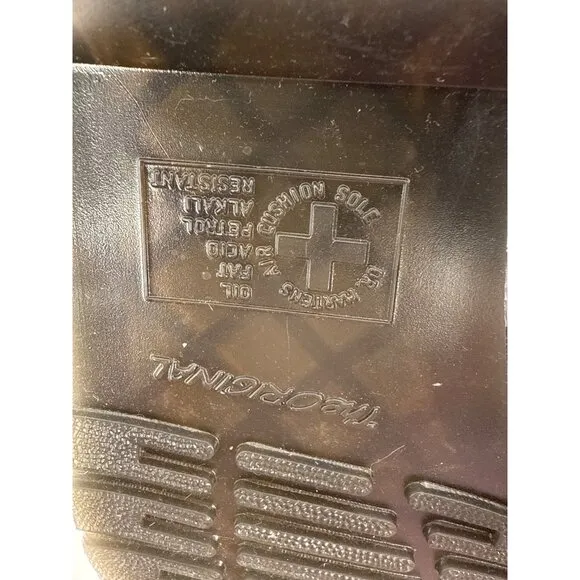 OIL
FAT
ACID
PETROL
ALKALI
RESISTANT
DR. MARTENS AIR CUSHION SOLE
The ORIGINAL